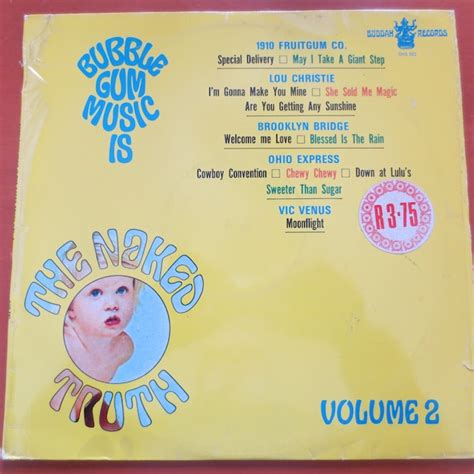 BUBBLE
GUM
MUSIC
IS
BUDDAH RECORDS
1910 FRUITGUM CO.
Special Delivery □ May I Take A Giant Step
LOU CHRISTIE
I'm Gonna Make You Mine □ She Sold Me Magic
Are You Getting Any Sunshine
BROOKLYN BRIDGE
Welcome me Love □ Blessed Is The Rain
OHIO EXPRESS
Cowboy Convention □ Chewy Chewy □ Down at Lulu's
Sweeter Than Sugar
VIC VENUS
Moonflight
R3·75
THE NAKED
TRUTH
VOLUME 2